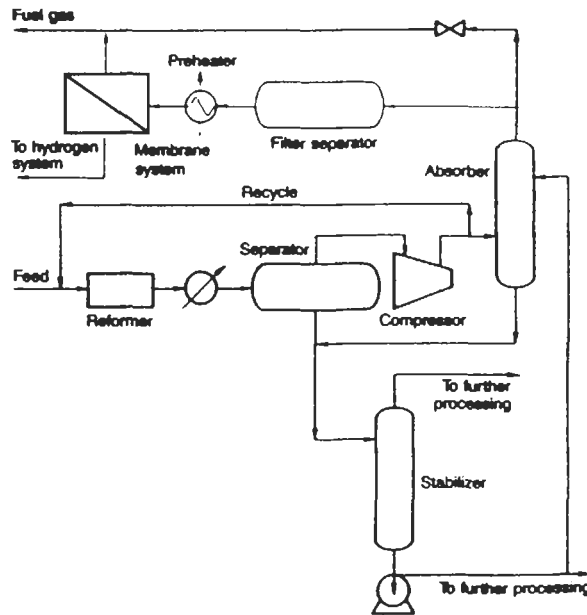 Fuel gas
Preheater
Filter separator
To hydrogen
system
Membrane
system
Absorber
Recycle
Separator
Feed
Reformer
Compressor
To further
processing
Stabilizer
To further processing